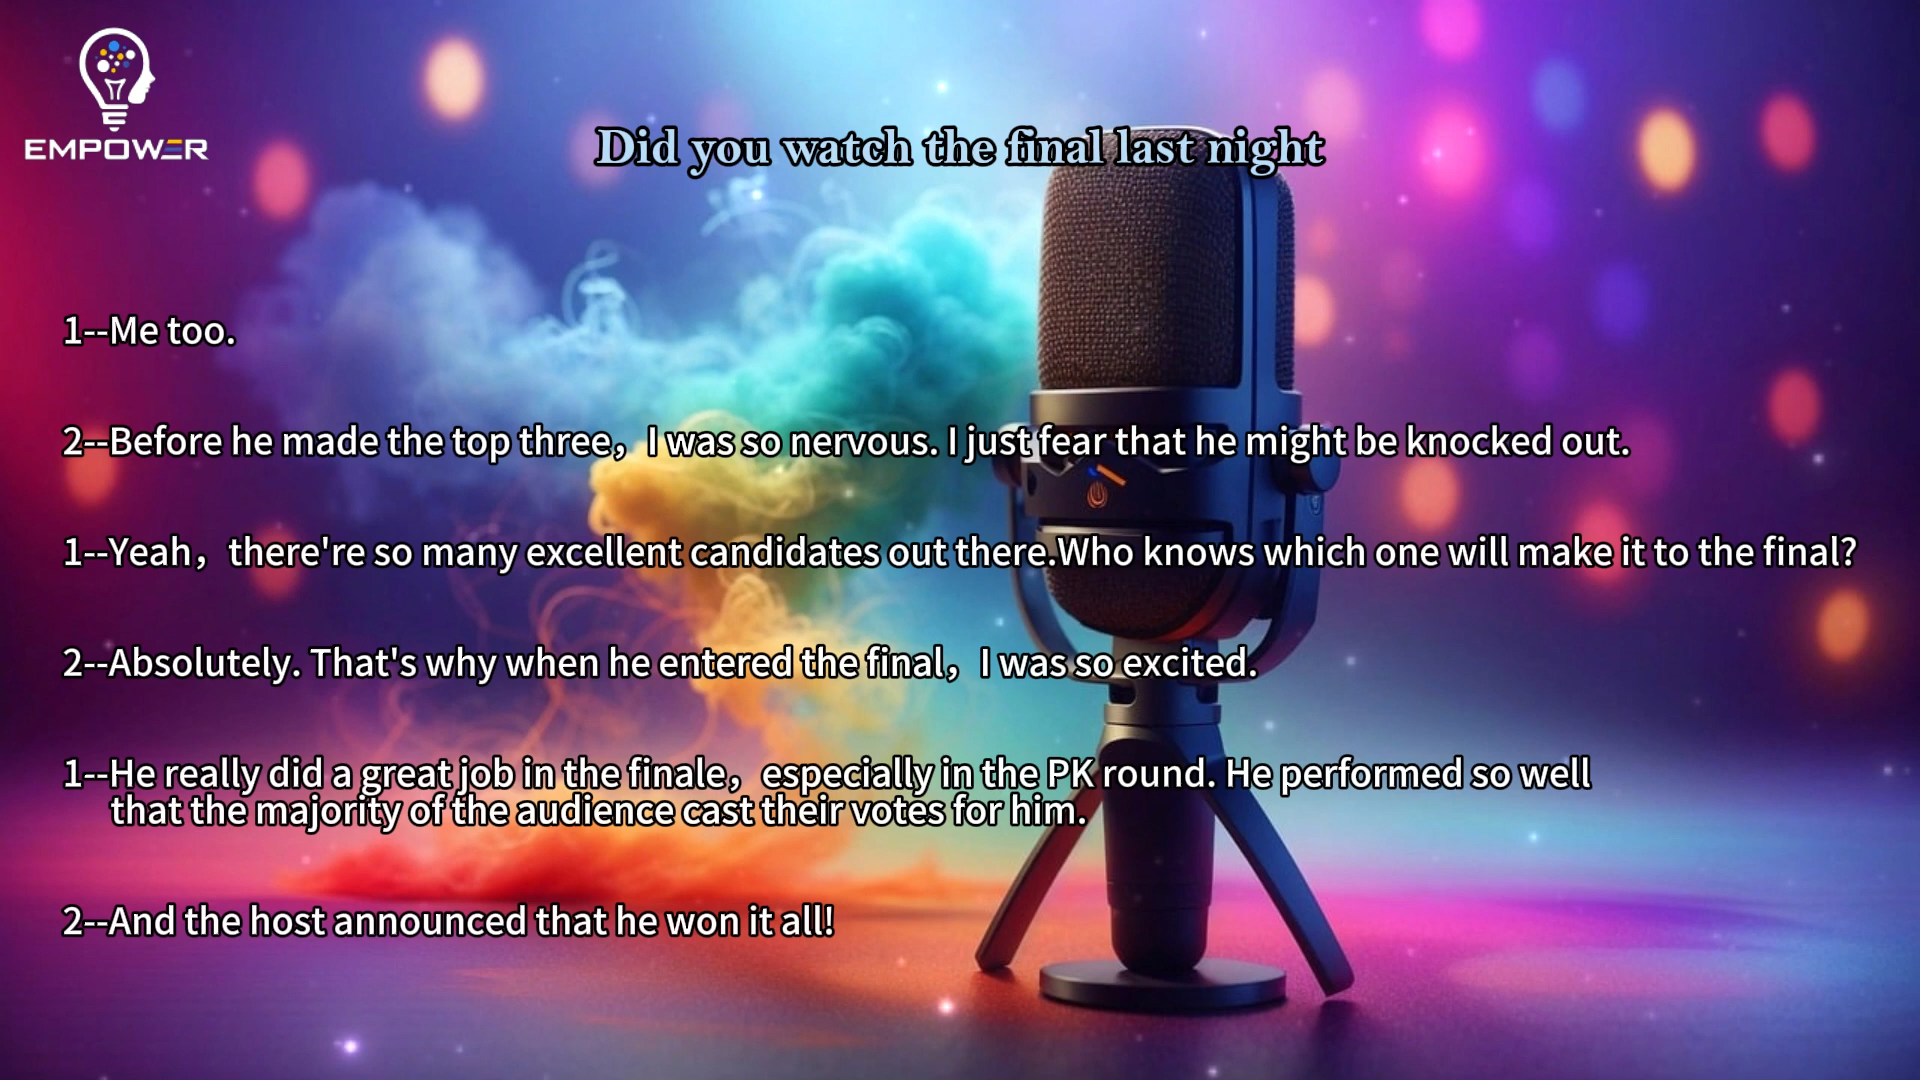 EMPOWER
Did you watch the final last night
1--Me too.
2--Before he made the top three，I was so nervous. I just fear that he might be knocked out.
1--Yeah，there're so many excellent candidates out there.Who knows which one will make it to the final?
2--Absolutely. That's why when he entered the final，I was so excited.
1--He really did a great job in the finale，especially in the PK round. He performed so well
that the majority of the audience cast their votes for him.
2--And the host announced that he won it all!